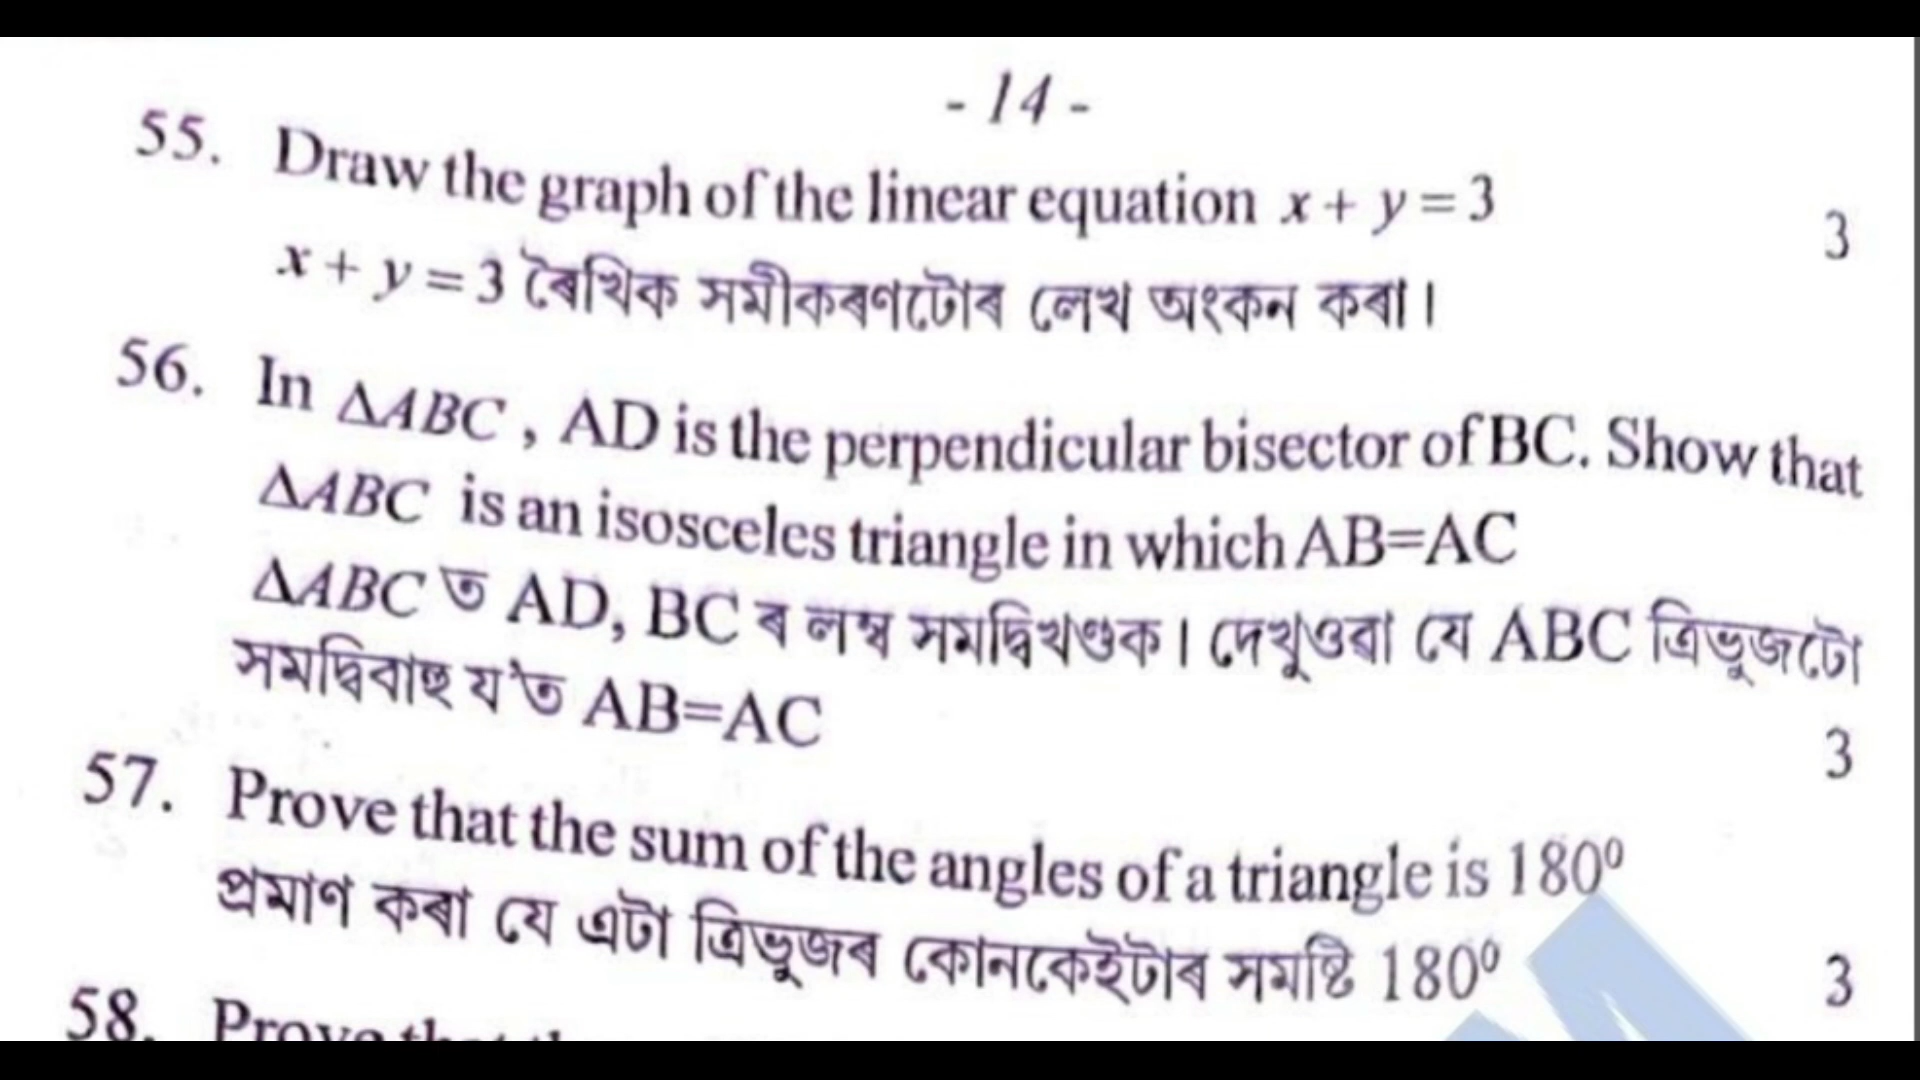 - 14 -
55. Draw the graph of the linear equation x + y = 3
3
x + y = 3 ৰৈখিক সমীকৰণটোৰ লেখ অংকন কৰা।
56. In ΔABC , AD is the perpendicular bisector of BC. Show that
ΔABC is an isosceles triangle in which AB=AC
ΔABC ত AD, BC ৰ লম্ব সমদ্বিখণ্ডক। দেখুওৱা যে ABC ত্ৰিভূজটো
সমদ্বিবাহু য'ত AB=AC
3
57. Prove that the sum of the angles of a triangle is 180⁰
প্ৰমাণ কৰা যে এটা ত্ৰিভূজৰ কোনকেইটাৰ সমষ্টি 180⁰
3
58. Prove that